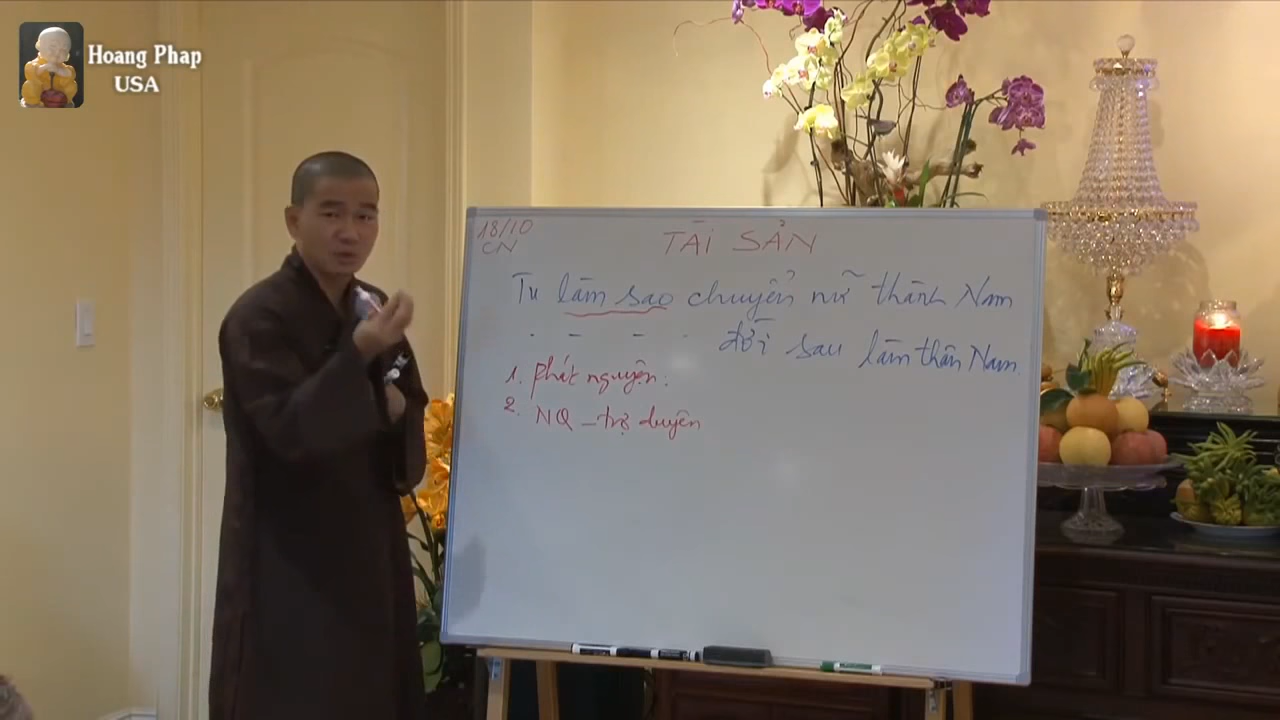 Hoang Phap
USA
18/10
CN
TÀI SẢN
Tu làm sao chuyển nữ thành Nam
đời sau làm thân Nam
1. phát nguyện.
2. NQ - trợ duyên